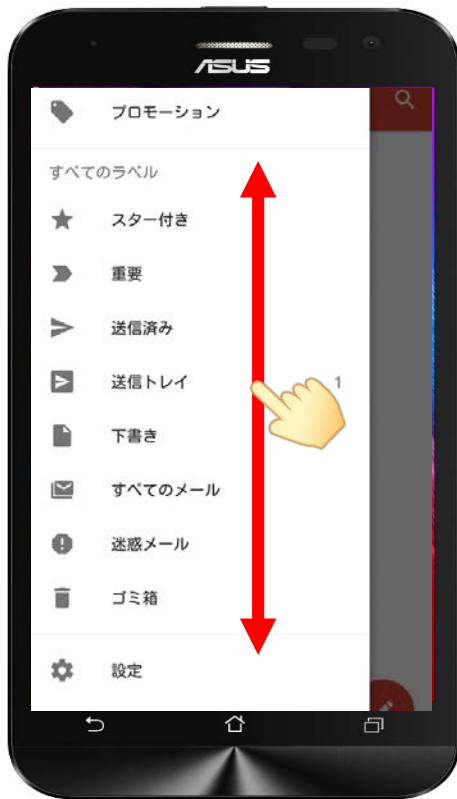 ASUS
プロモーション
すべてのラベル
スター付き
重要
送信済み
送信トレイ 1
下書き
すべてのメール
迷惑メール
ゴミ箱
設定